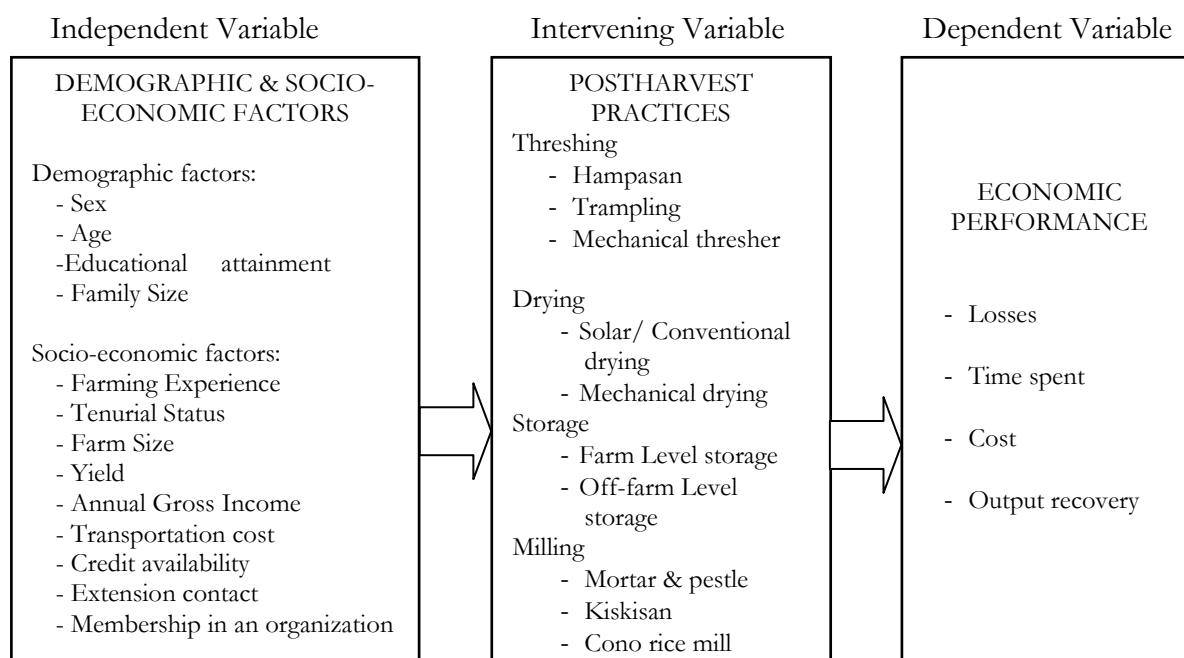 Independent Variable
DEMOGRAPHIC & SOCIO-
ECONOMIC FACTORS
Demographic factors:
- Sex
- Age
-Educational attainment
- Family Size
Socio-economic factors:
- Farming Experience
- Tenurial Status
- Farm Size
- Yield
- Annual Gross Income
- Transportation cost
- Credit availability
- Extension contact
- Membership in an organization
Intervening Variable
POSTHARVEST
PRACTICES
Threshing
- Hampasan
- Trampling
- Mechanical thresher
Drying
- Solar/ Conventional
drying
- Mechanical drying
Storage
- Farm Level storage
- Off-farm Level
storage
Milling
- Mortar & pestle
- Kiskisan
- Cono rice mill
Dependent Variable
ECONOMIC
PERFORMANCE
- Losses
- Time spent
- Cost
- Output recovery